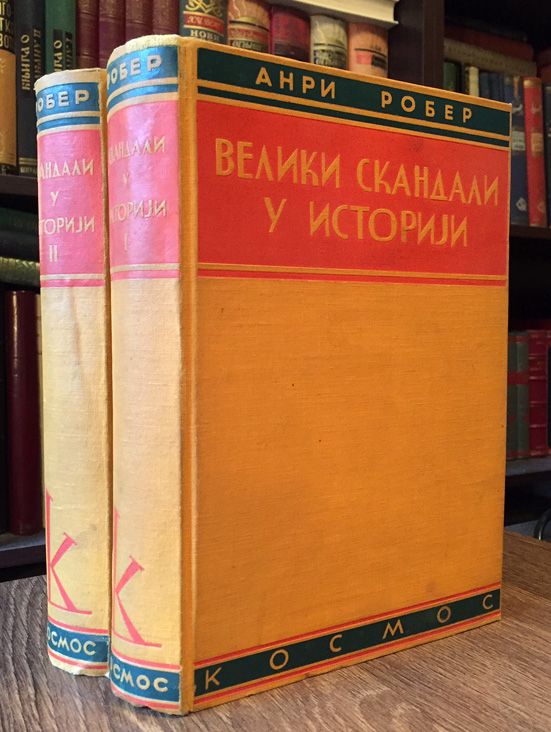 АНРИ РОБЕР
ВЕЛИКИ СКАНДАЛИ
У ИСТОРИЈИ
КОСМОС
РОБЕР
СКАНДАЛИ
У
ИСТОРИЈИ
I
K
КОСМОС
РОБЕР
СКАНДАЛИ
У
ИСТОРИЈИ
II
K
КОСМОС